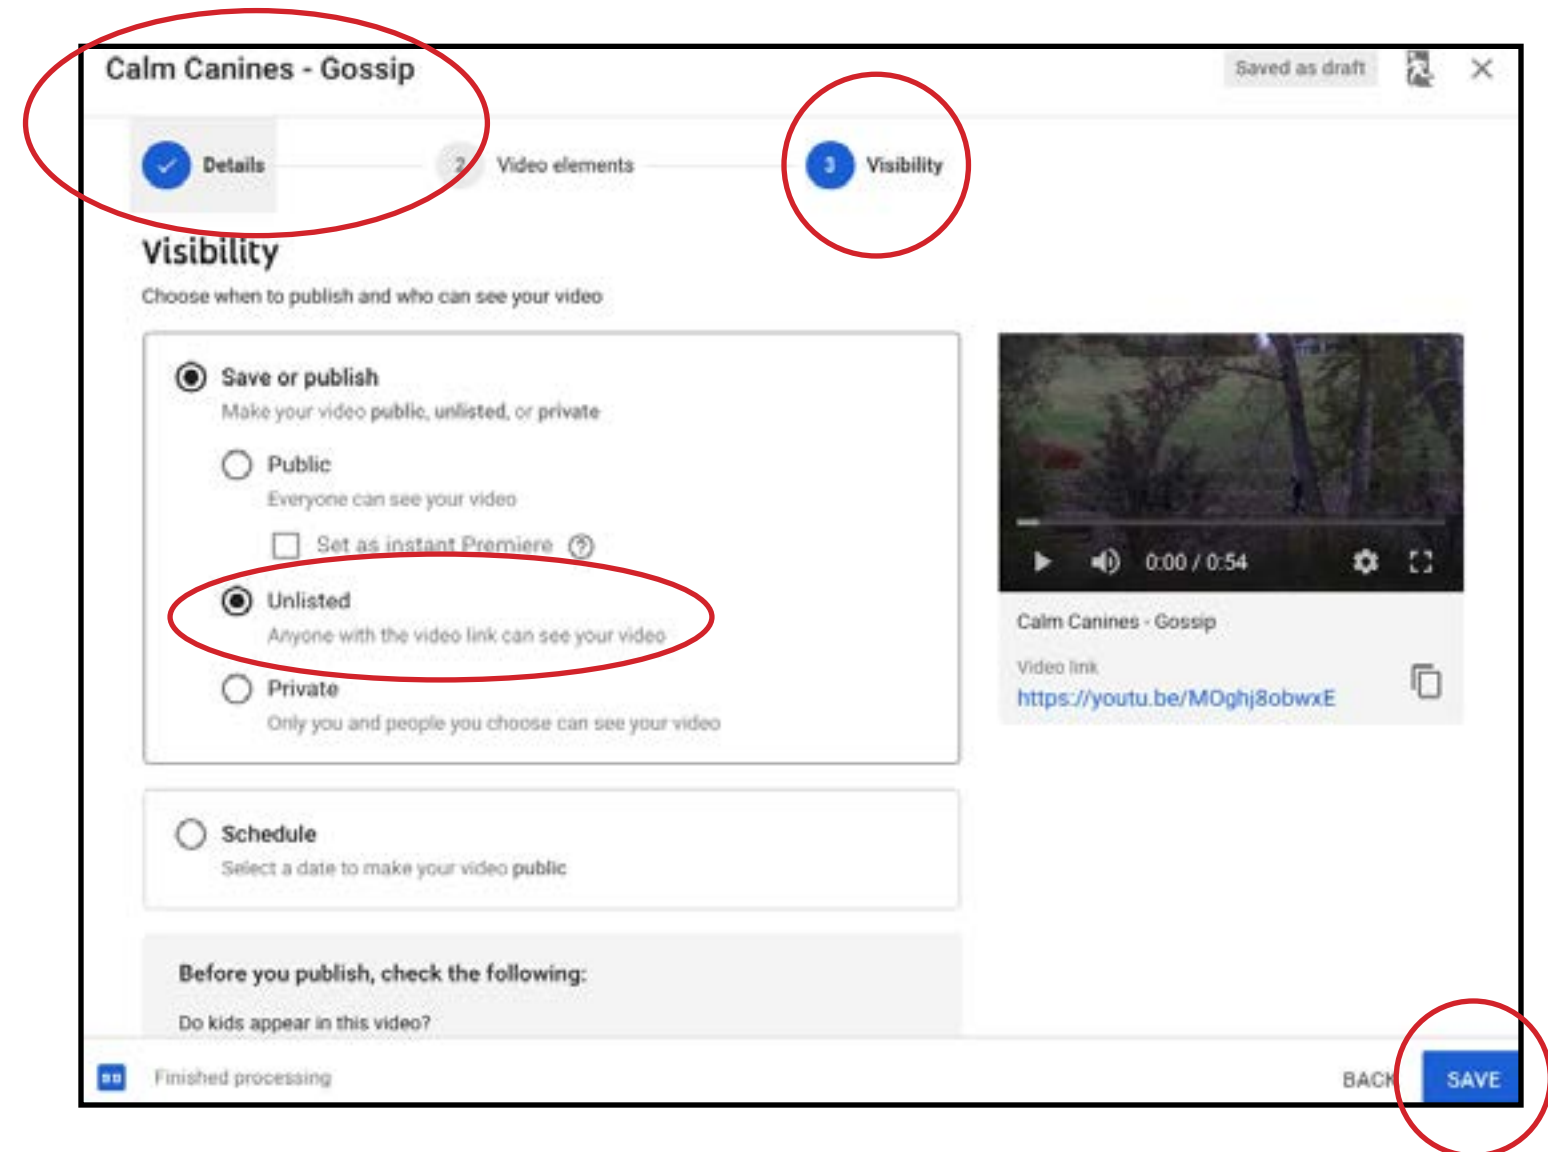 Calm Canines - Gossip
Saved as draft
Details
2
Video elements
3
Visibility
Visibility
Choose when to publish and who can see your video
Save or publish
Make your video public, unlisted, or private
Public
Everyone can see your video
Set as instant Premiere ?
Unlisted
Anyone with the video link can see your video
Private
Only you and people you choose can see your video
0:00 / 0:54
Calm Canines - Gossip
Video link
https://youtu.be/MOghj8obwxE
Schedule
Select a date to make your video public
Before you publish, check the following:
Do kids appear in this video?
SD
Finished processing
BACK
SAVE